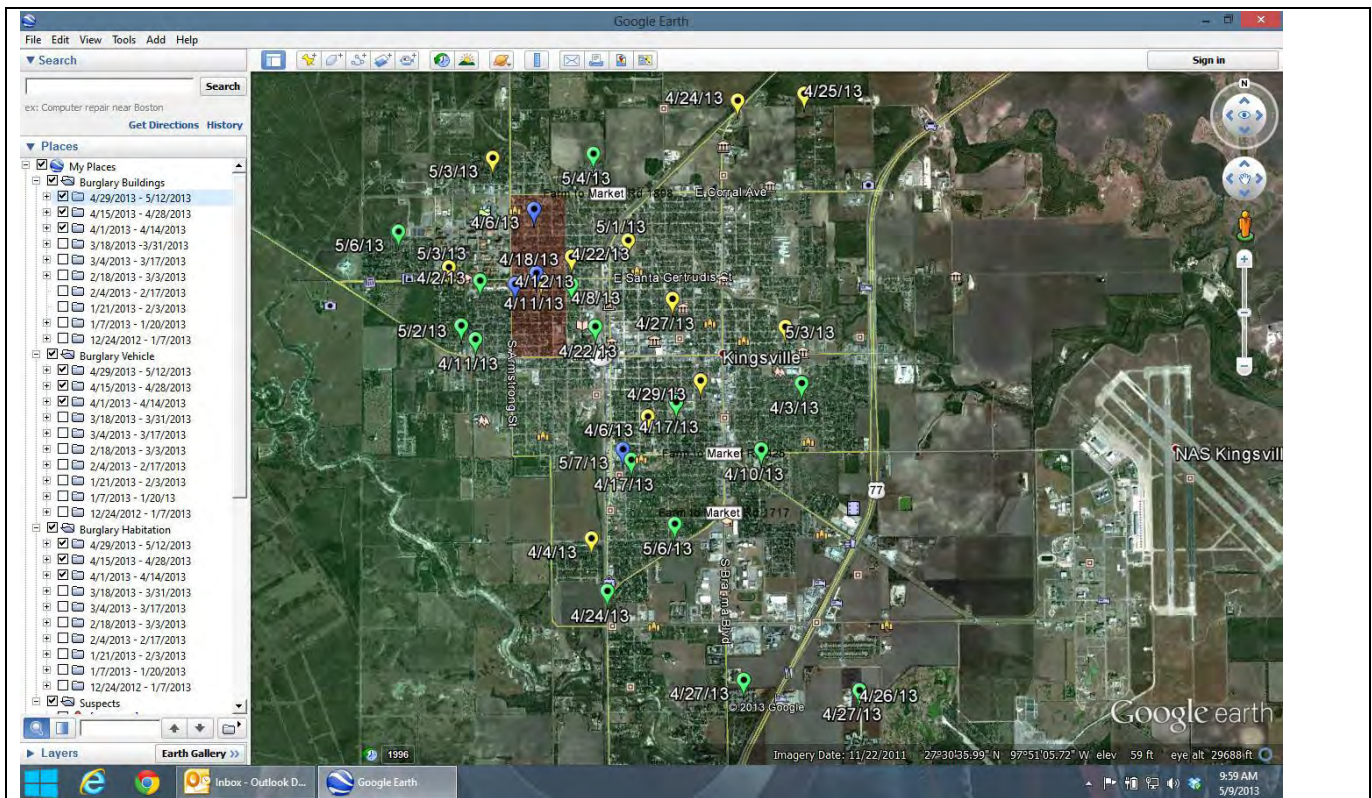 Google Earth
File Edit View Tools Add Help
Search
Search
ex: Computer repair near Boston
Get Directions History
Places
My Places
Burglary Buildings
4/29/2013 - 5/12/2013
4/15/2013 - 4/28/2013
4/1/2013 - 4/14/2013
3/18/2013 -3/31/2013
3/4/2013 - 3/17/2013
2/18/2013 - 3/3/2013
2/4/2013 - 2/17/2013
1/21/2013 - 2/3/2013
1/7/2013 - 1/20/2013
12/24/2012 - 1/7/2013
Burglary Vehicle
4/29/2013 - 5/12/2013
4/15/2013 - 4/28/2013
4/1/2013 - 4/14/2013
3/18/2013 - 3/31/2013
3/4/2013 - 3/17/2013
2/18/2013 - 3/3/2013
2/4/2013 - 2/17/2013
1/21/2013 - 2/3/2013
1/7/2013 - 1/20/13
12/24/2012 - 1/7/2013
Burglary Habitation
4/29/2013 - 5/12/2013
4/15/2013 - 4/28/2013
4/1/2013 - 4/14/2013
3/18/2013 - 3/31/2013
3/4/2013 - 3/17/2013
2/18/2013 - 3/3/2013
2/4/2013 - 2/17/2013
1/21/2013 - 2/3/2013
1/7/2013 - 1/20/2013
12/24/2012 - 1/7/2013
Suspects
Layers
Earth Gallery >>
Sign in
N
4/24/13
4/25/13
5/3/13
5/4/13
Farm to Market Rd 1898
E Corral Ave
4/6/13
5/1/13
5/6/13
5/3/13
4/18/13
4/22/13
4/2/13
4/12/13
E Santa Gertrudis St
4/11/13
4/8/13
4/27/13
5/2/13
4/11/13
4/22/13
5/3/13
Kingsville
S Armstrong St
4/29/13
4/3/13
4/6/13
4/17/13
5/7/13
Farm to Market
4/10/13
NAS Kingsvill
4/17/13
77
Farm to Market Rd 1717
4/4/13
5/6/13
4/24/13
S Brahma Blvd
4/27/13
4/26/13
4/27/13
© 2013 Google
Google earth
1996
Imagery Date: 11/22/2011 27°30'35.99" N 97°51'05.72" W elev 59 ft eye alt 29688 ft
Inbox - Outlook D...
Google Earth
9:59 AM
5/9/2013